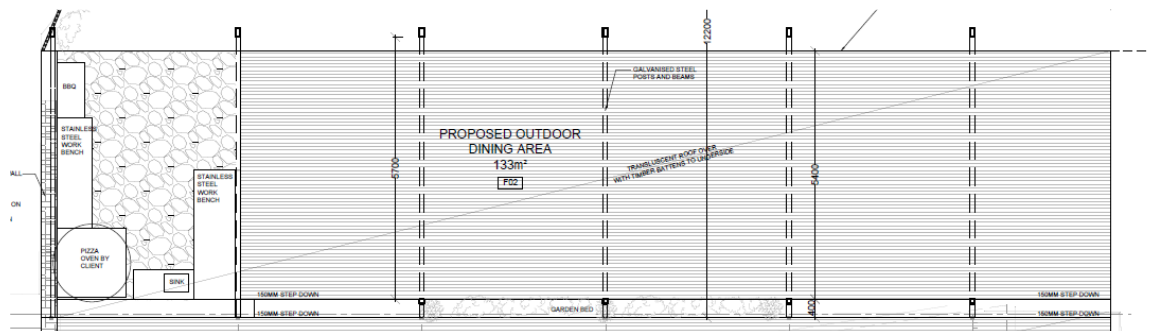 12200
BBQ
GALVANISED STEEL
POSTS AND BEAMS
STAINLESS
STEEL
WORK
BENCH
PROPOSED OUTDOOR
DINING AREA
133m²
F02
TRANSLUSCENT ROOF OVER
WITH TIMBER BATTENS TO UNDERSIDE
5700
5400
ALL
ON
STAINLESS
STEEL
WORK
BENCH
PIZZA
OVEN BY
CLIENT
SINK
150MM STEP DOWN
150MM STEP DOWN
GARDEN BED
400
150MM STEP DOWN
150MM STEP DOWN